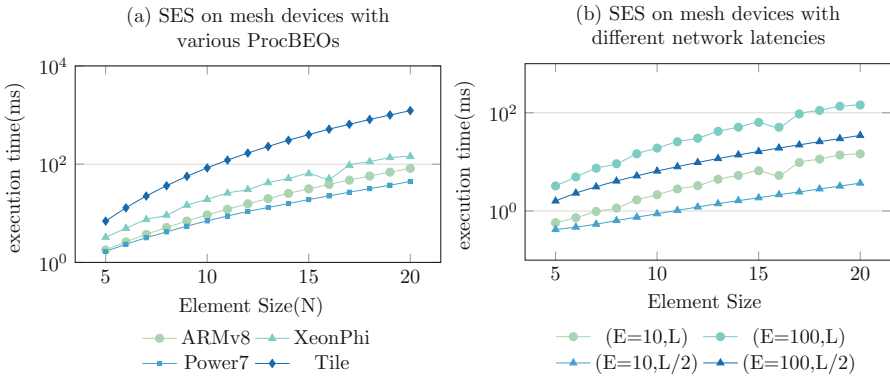 (a) SES on mesh devices with
various ProcBEOs
10^4
10^2
10^0
execution time(ms)
5 10 15 20
Element Size(N)
ARMv8 XeonPhi
Power7 Tile
(b) SES on mesh devices with
different network latencies
10^2
10^0
execution time(ms)
5 10 15 20
Element Size
(E=10,L) (E=100,L)
(E=10,L/2) (E=100,L/2)